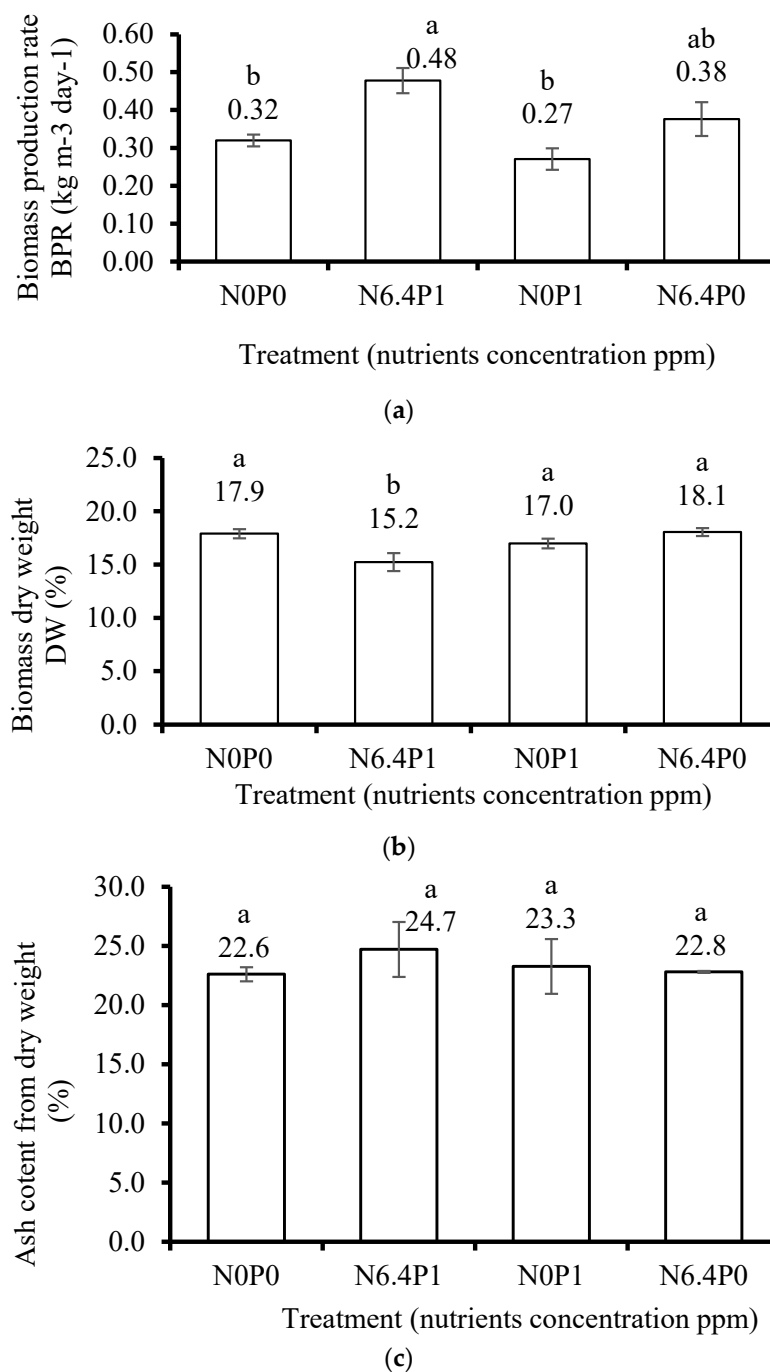 Biomass production rate
BPR (kg m-3 day-1)
0.60
0.50
0.40
0.30
0.20
0.10
0.00
b
0.32
a
0.48
b
0.27
ab
0.38
N0P0 N6.4P1 N0P1 N6.4P0
Treatment (nutrients concentration ppm)
(a)
Biomass dry weight
DW (%)
25.0
20.0
15.0
10.0
5.0
0.0
a
17.9
b
15.2
a
17.0
a
18.1
N0P0 N6.4P1 N0P1 N6.4P0
Treatment (nutrients concentration ppm)
(b)
Ash cotent from dry weight
(%)
30.0
25.0
20.0
15.0
10.0
5.0
0.0
a
22.6
a
24.7
a
23.3
a
22.8
N0P0 N6.4P1 N0P1 N6.4P0
Treatment (nutrients concentration ppm)
(c)